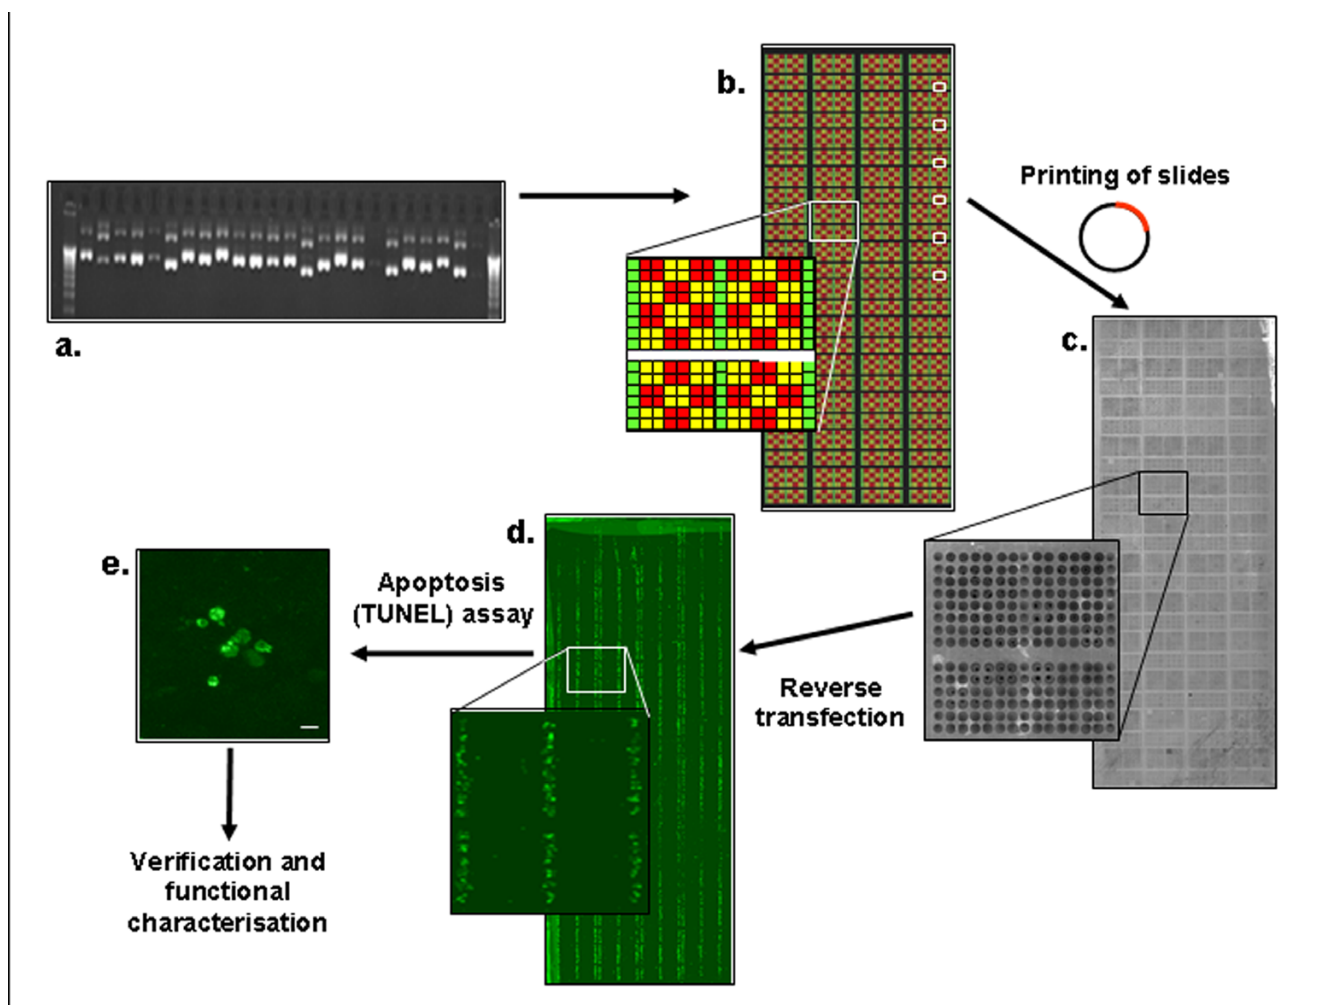 b.
Printing of slides
a.
c.
d.
e.
Apoptosis
(TUNEL) assay
Reverse
transfection
Verification and
functional
characterisation